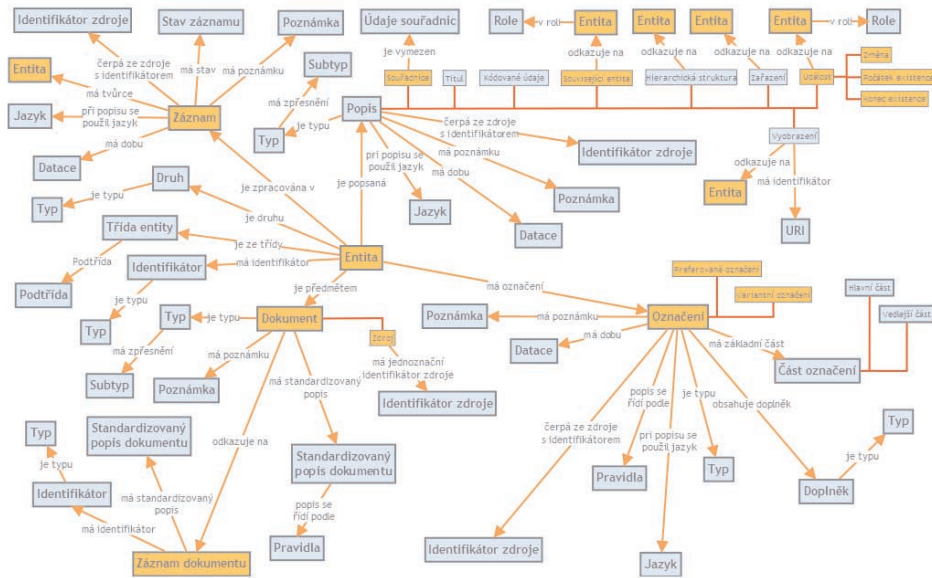 Identifikátor zdroje
Stav záznamu
Poznámka
Údaje souřadnic
Role
v roli
Entita
Entita
Entita
Entita
v roli
Role
čerpá ze zdroje
s identifikátorem
má stav
má poznámku
je vymezen
odkazuje na
odkazuje na
odkazuje na
odkazuje na
Entita
má tvůrce
Subtyp
Souřadnice
Titul
Kódované údaje
Související entita
Hierarchická struktura
Zařazení
Událost
Změna
Počátek existence
Konec existence
Jazyk
při popisu se
použil jazyk
Záznam
má zpřesnění
Popis
je typu
Typ
čerpá ze zdroje
s identifikátorem
Vyobrazení
má dobu
Datace
pri popisu se
použil jazyk
má poznámku
Identifikátor zdroje
odkazuje na
má identifikátor
Druh
je typu
Typ
je zpracována v
je popsaná
má dobu
Entita
Poznámka
Jazyk
je druhu
Třída entity
Datace
URI
je ze třídy
Entita
Podtřída
Identifikátor
má identifikátor
Preferované označení
Podtřída
je typu
je předmětem
má označení
Variantní označení
Hlavní část
Typ
Typ
je typu
Dokument
Poznámka
má poznámku
Označení
Vedlejší část
má zpřesnění
Zdroj
Datace
má dobu
má základní část
Subtyp
má poznámku
Poznámka
má jednoznační
identifikátor zdroje
Část označení
má standardizovaný
popis
Identifikátor zdroje
popis se
řídí podle
je typu
obsahuje doplněk
Typ
Standardizovaný
popis dokumentu
odkazuje na
čerpá ze zdroje
s identifikátorem
při popisu se
použil jazyk
Typ
je typu
Standardizovaný
popis dokumentu
Pravidla
Typ
je typu
Doplněk
Identifikátor
má standardizovaný
popis
popis se
řídí podle
má identifikátor
Pravidla
Identifikátor zdroje
Záznam dokumentu
Jazyk